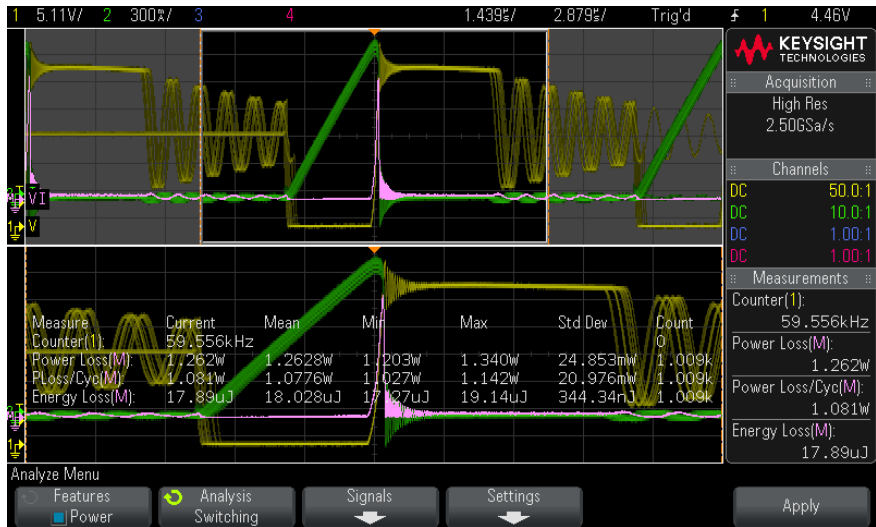 1 5.11V/ 2 300%/ 3 4 1.439%/ 2.879%/ Trig'd 1 4.46V
KEYSIGHT
TECHNOLOGIES
Acquisition
High Res
2.50GSa/s
Channels
DC 50.0:1
DC 10.0:1
DC 1.00:1
DC 1.00:1
VI
V
Measurements
Counter(1):
59.556kHz
Power Loss(M):
1.262W
Power Loss/Cyc(M):
1.081W
Energy Loss(M):
17.89uJ
Measure Current Mean Min Max Std Dev Count
Counter(1): 59.556kHz 0
Power Loss(M): 1.262W 1.2628W 1.203W 1.340W 24.853mW 1.009k
PLoss/Cyc(M): 1.081W 1.0776W 1.027W 1.142W 20.976mW 1.009k
Energy Loss(M): 17.89uJ 18.028uJ 19.14uJ 344.34nJ 1.009k
Analyze Menu
Features Analysis Signals Settings Apply
Power Switching